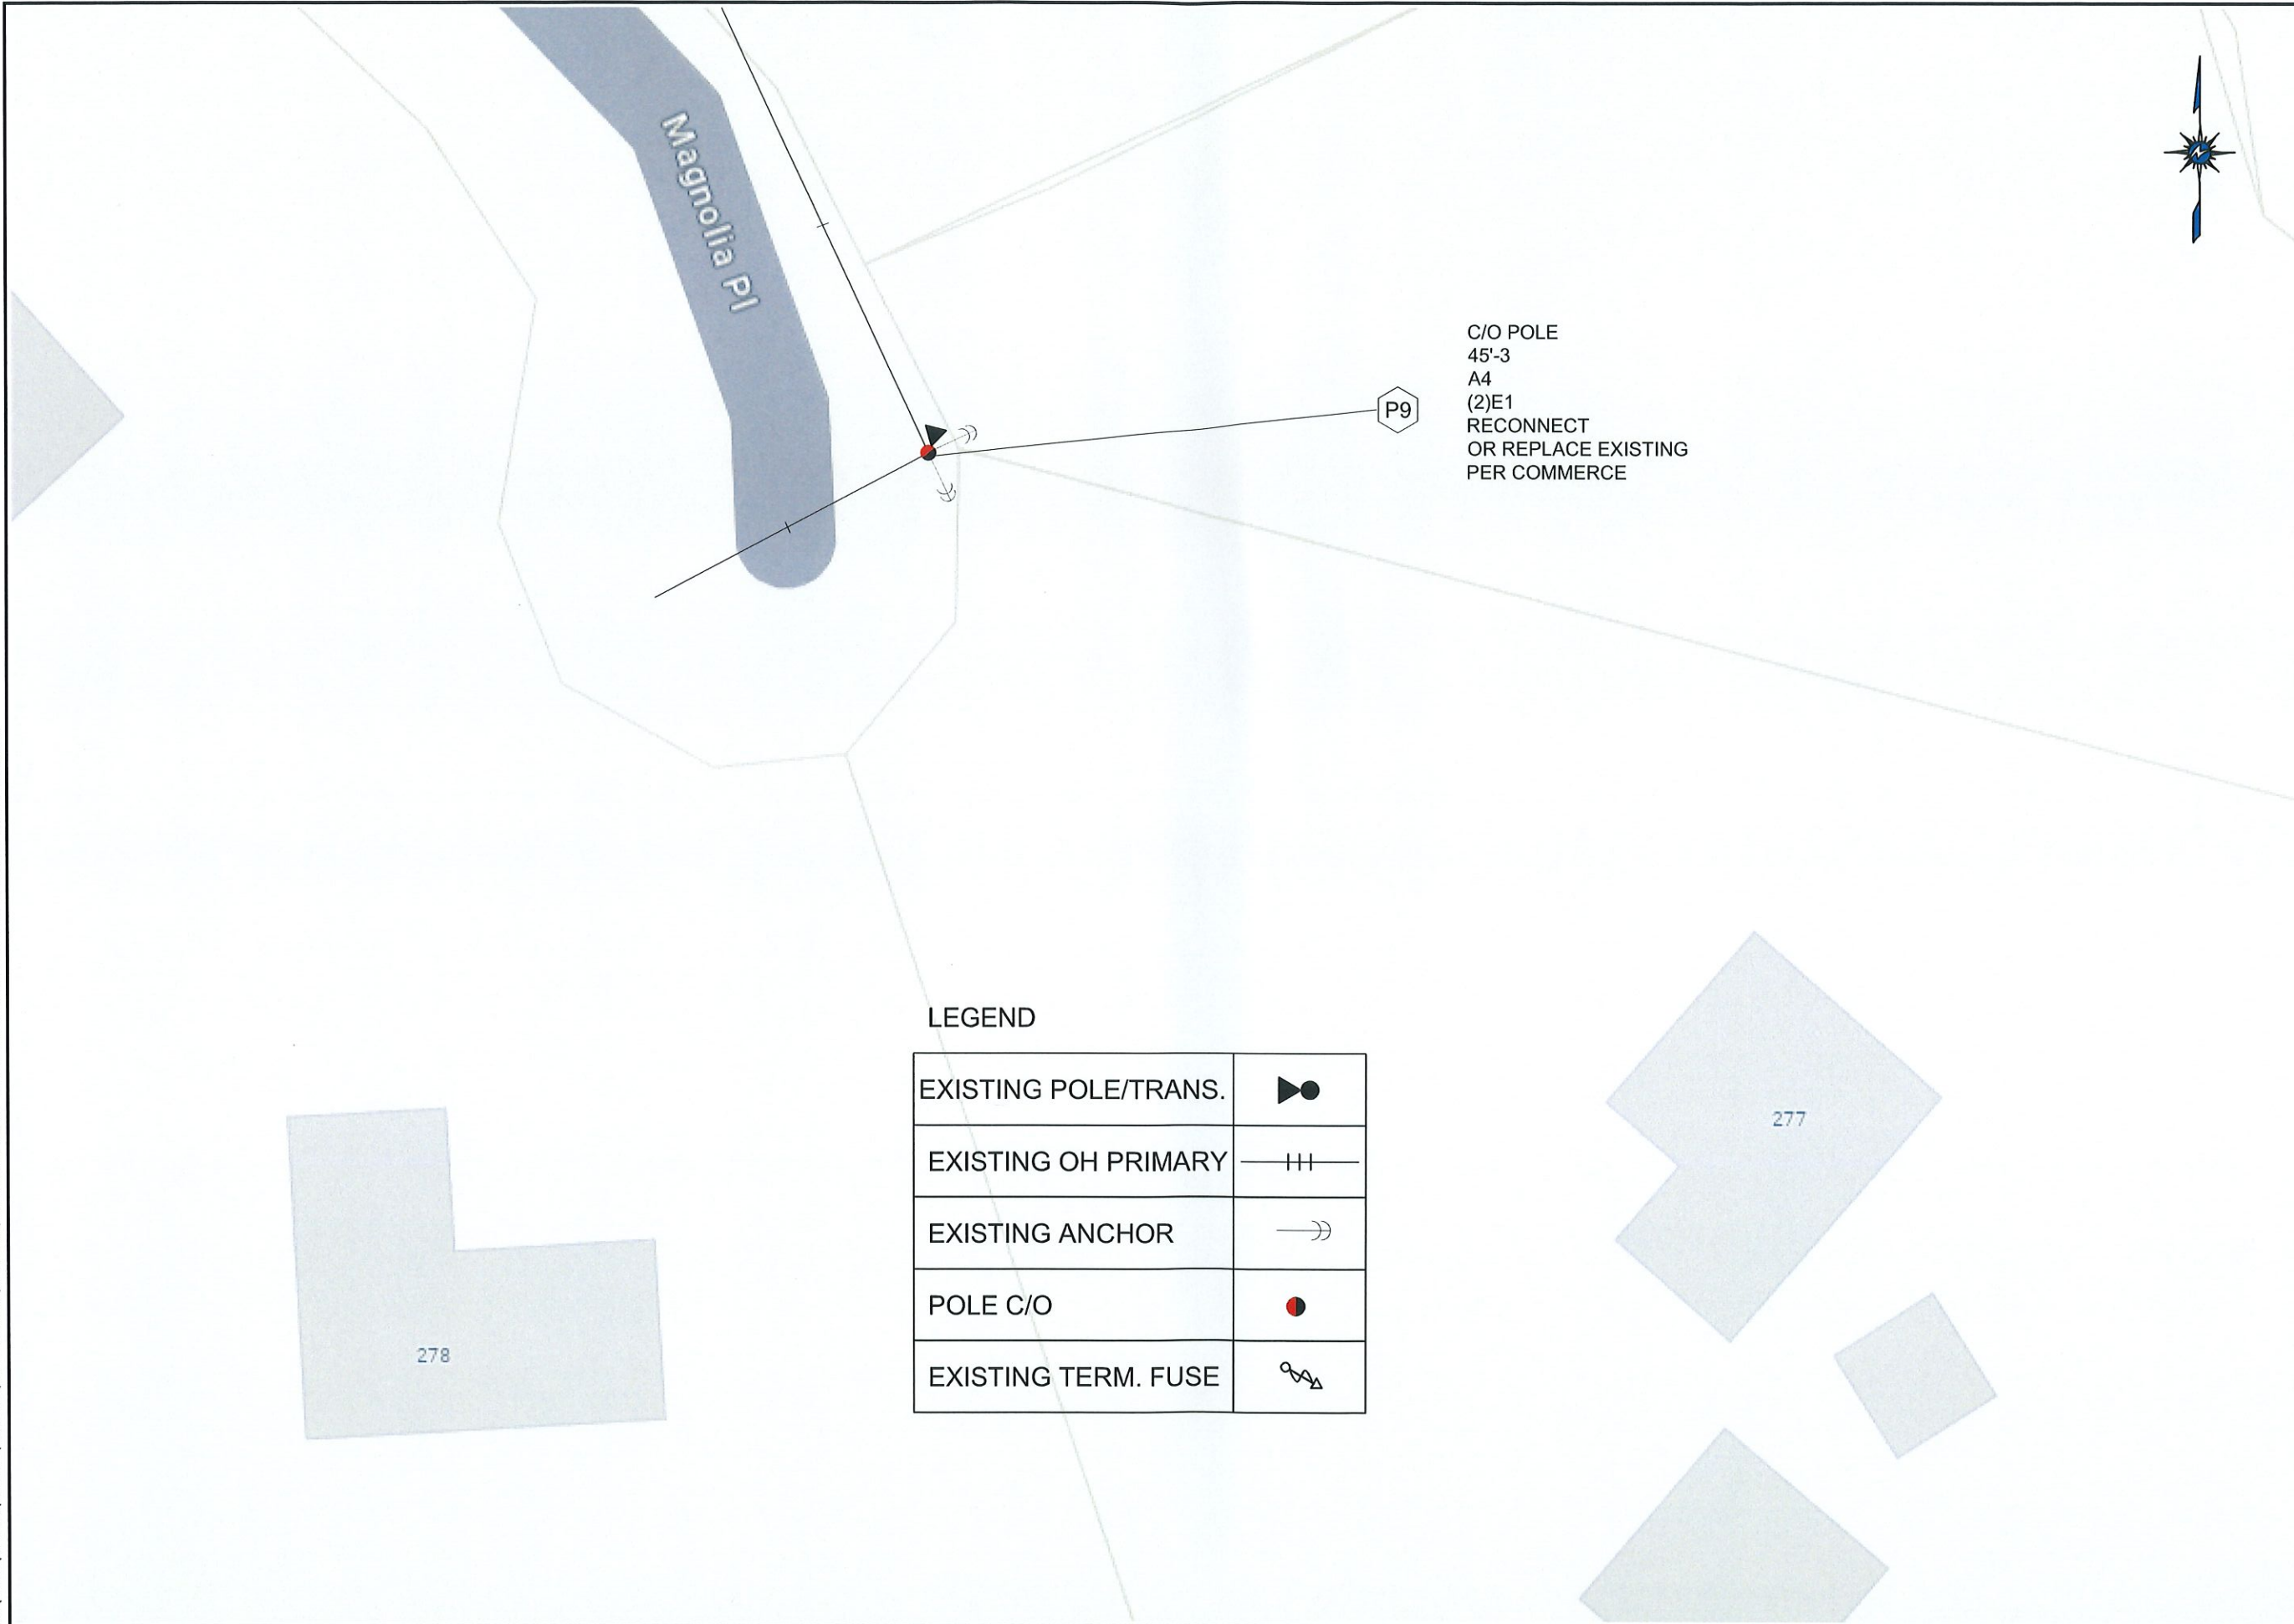 Magnolia Pl
P9
C/O POLE
45'-3
A4
(2)E1
RECONNECT
OR REPLACE EXISTING
PER COMMERCE
LEGEND
EXISTING POLE/TRANS.
EXISTING OH PRIMARY
EXISTING ANCHOR
POLE C/O
EXISTING TERM. FUSE
277
278